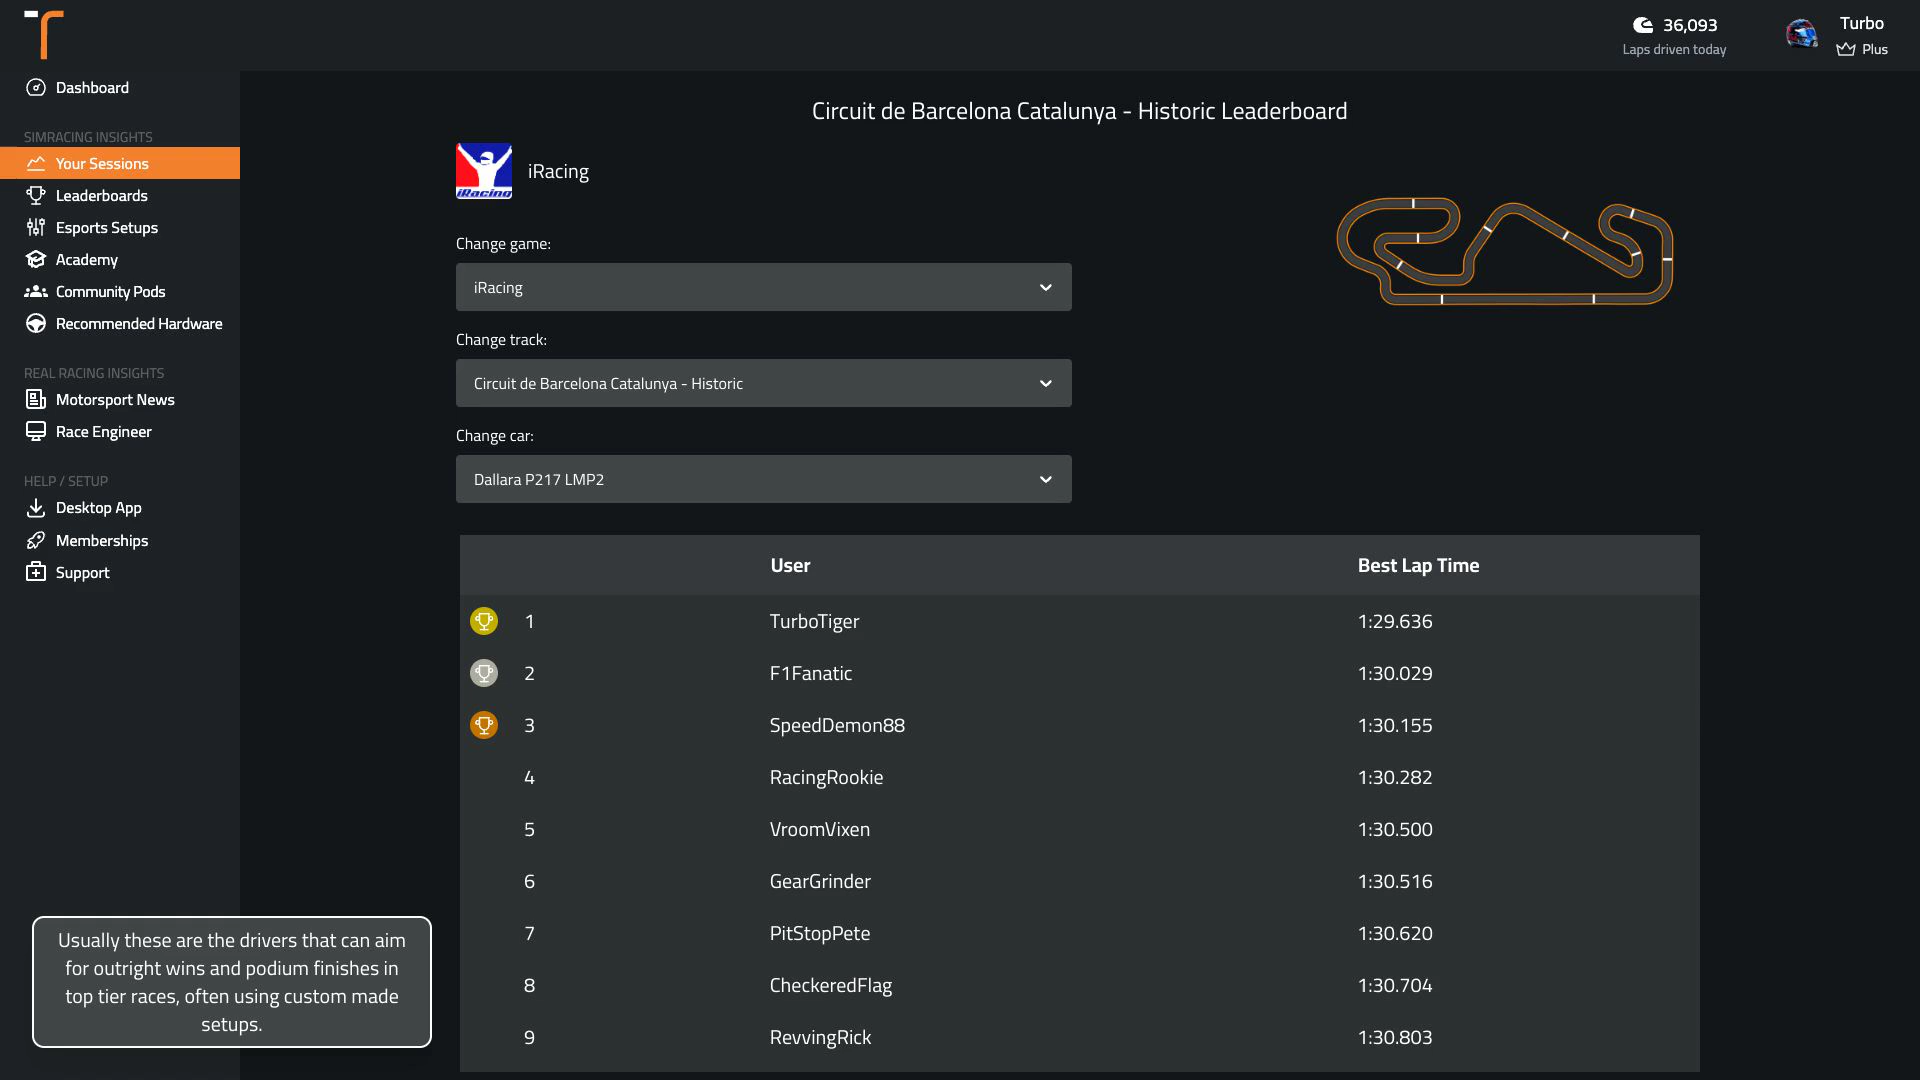 36,093
Laps driven today
Turbo
Plus
Dashboard
SIMRACING INSIGHTS
Your Sessions
Leaderboards
Esports Setups
Academy
Community Pods
Recommended Hardware
REAL RACING INSIGHTS
Motorsport News
Race Engineer
HELP / SETUP
Desktop App
Memberships
Support
Usually these are the drivers that can aim
for outright wins and podium finishes in
top tier races, often using custom made
setups.
Circuit de Barcelona Catalunya - Historic Leaderboard
iRacing
iRacing
Change game:
iRacing
Change track:
Circuit de Barcelona Catalunya - Historic
Change car:
Dallara P217 LMP2
User Best Lap Time
1 TurboTiger 1:29.636
2 F1Fanatic 1:30.029
3 SpeedDemon88 1:30.155
4 RacingRookie 1:30.282
5 VroomVixen 1:30.500
6 GearGrinder 1:30.516
7 PitStopPete 1:30.620
8 CheckeredFlag 1:30.704
9 RevvingRick 1:30.803